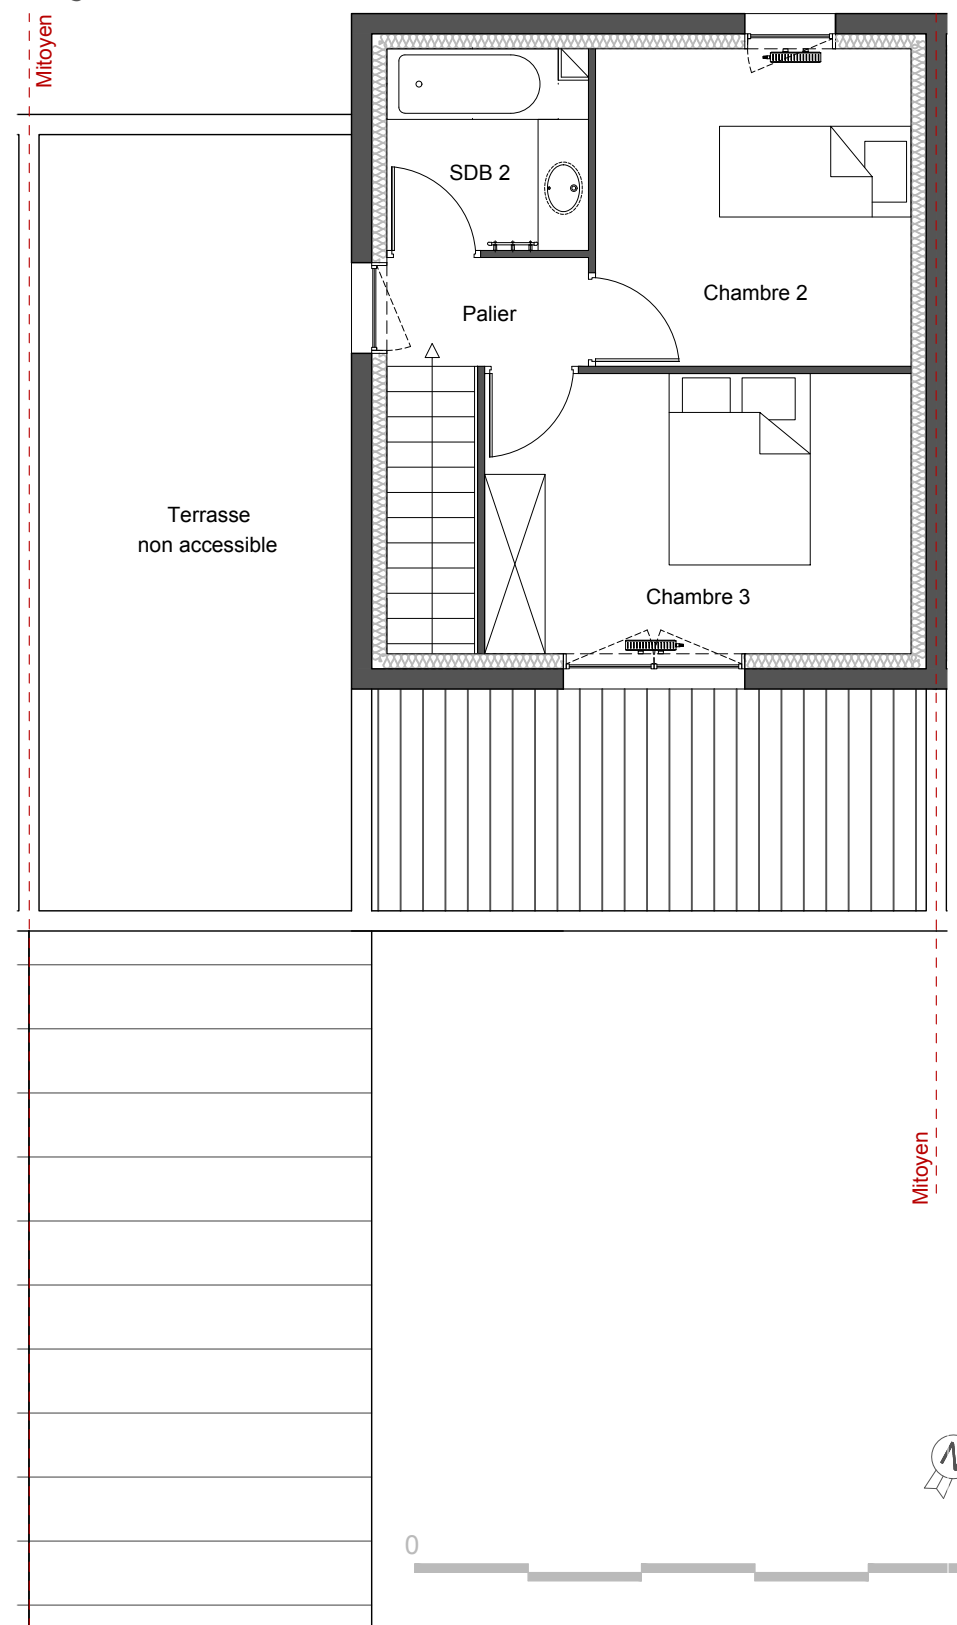 Mitoyen
SDB 2
Chambre 2
Palier
Terrasse
non accessible
Chambre 3
Mitoyen
N
0